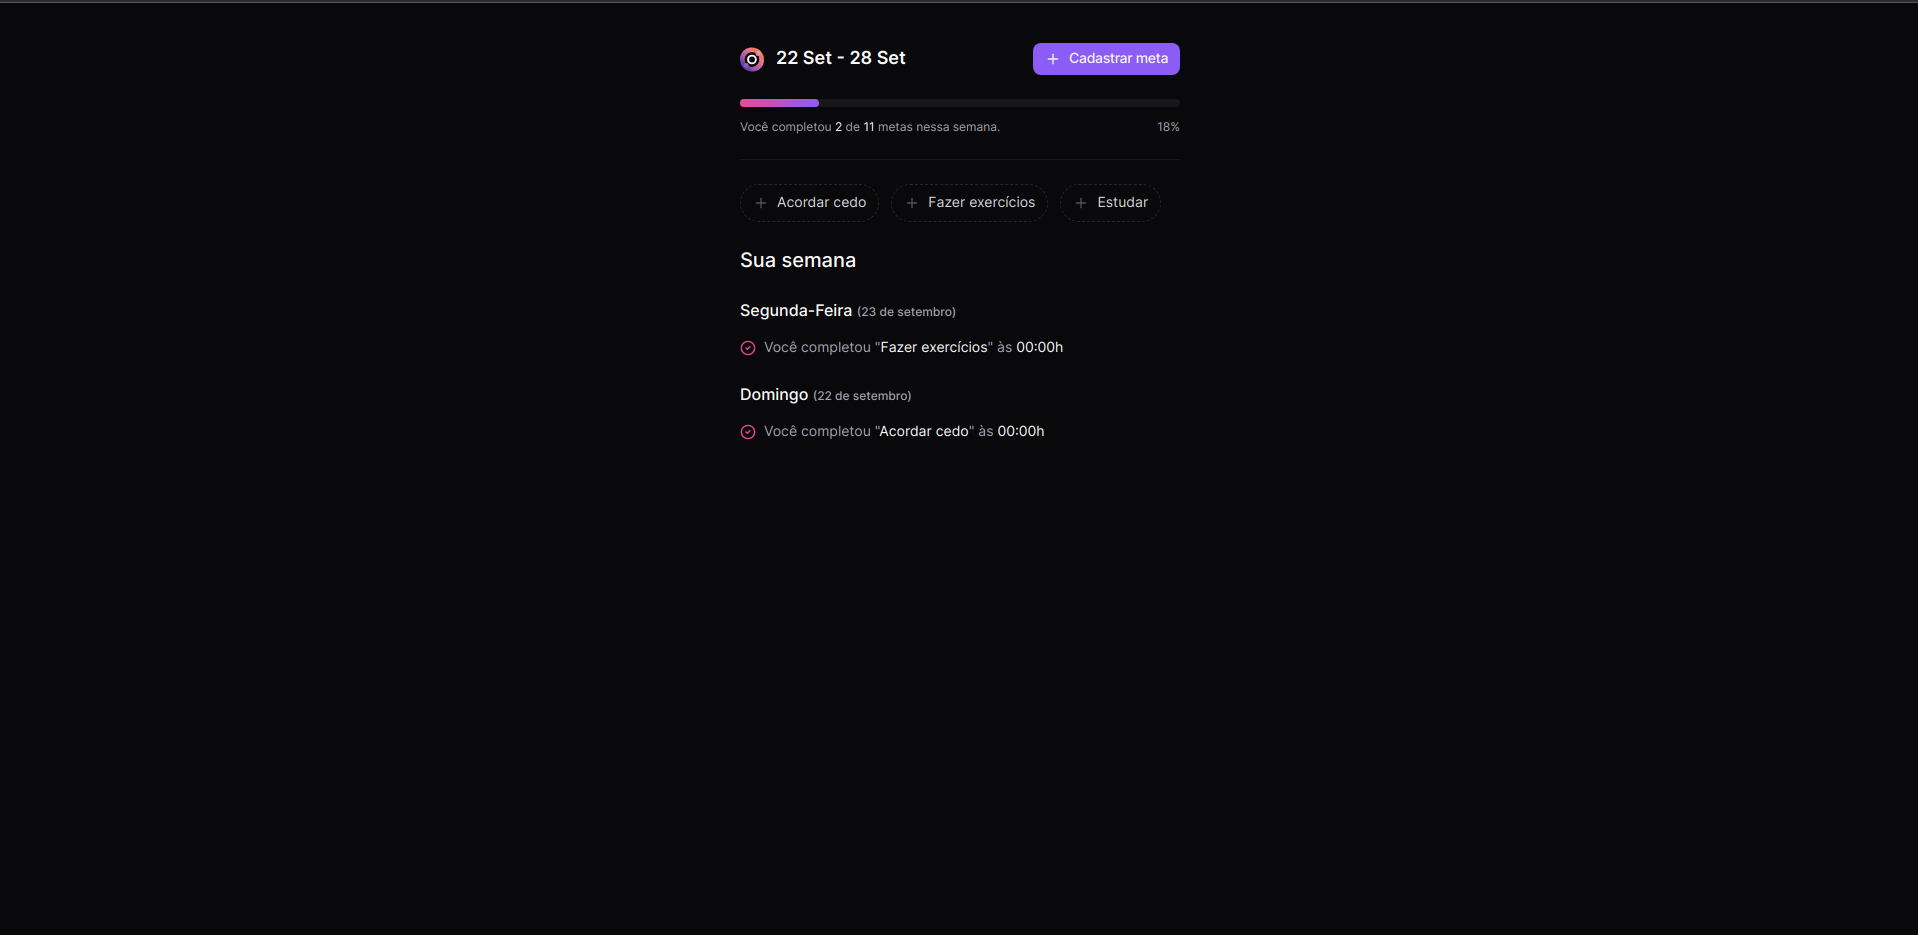 22 Set - 28 Set
Cadastrar meta
Você completou 2 de 11 metas nessa semana.
18%
Acordar cedo
Fazer exercícios
Estudar
Sua semana
Segunda-Feira (23 de setembro)
Você completou "Fazer exercícios" às 00:00h
Domingo (22 de setembro)
Você completou "Acordar cedo" às 00:00h